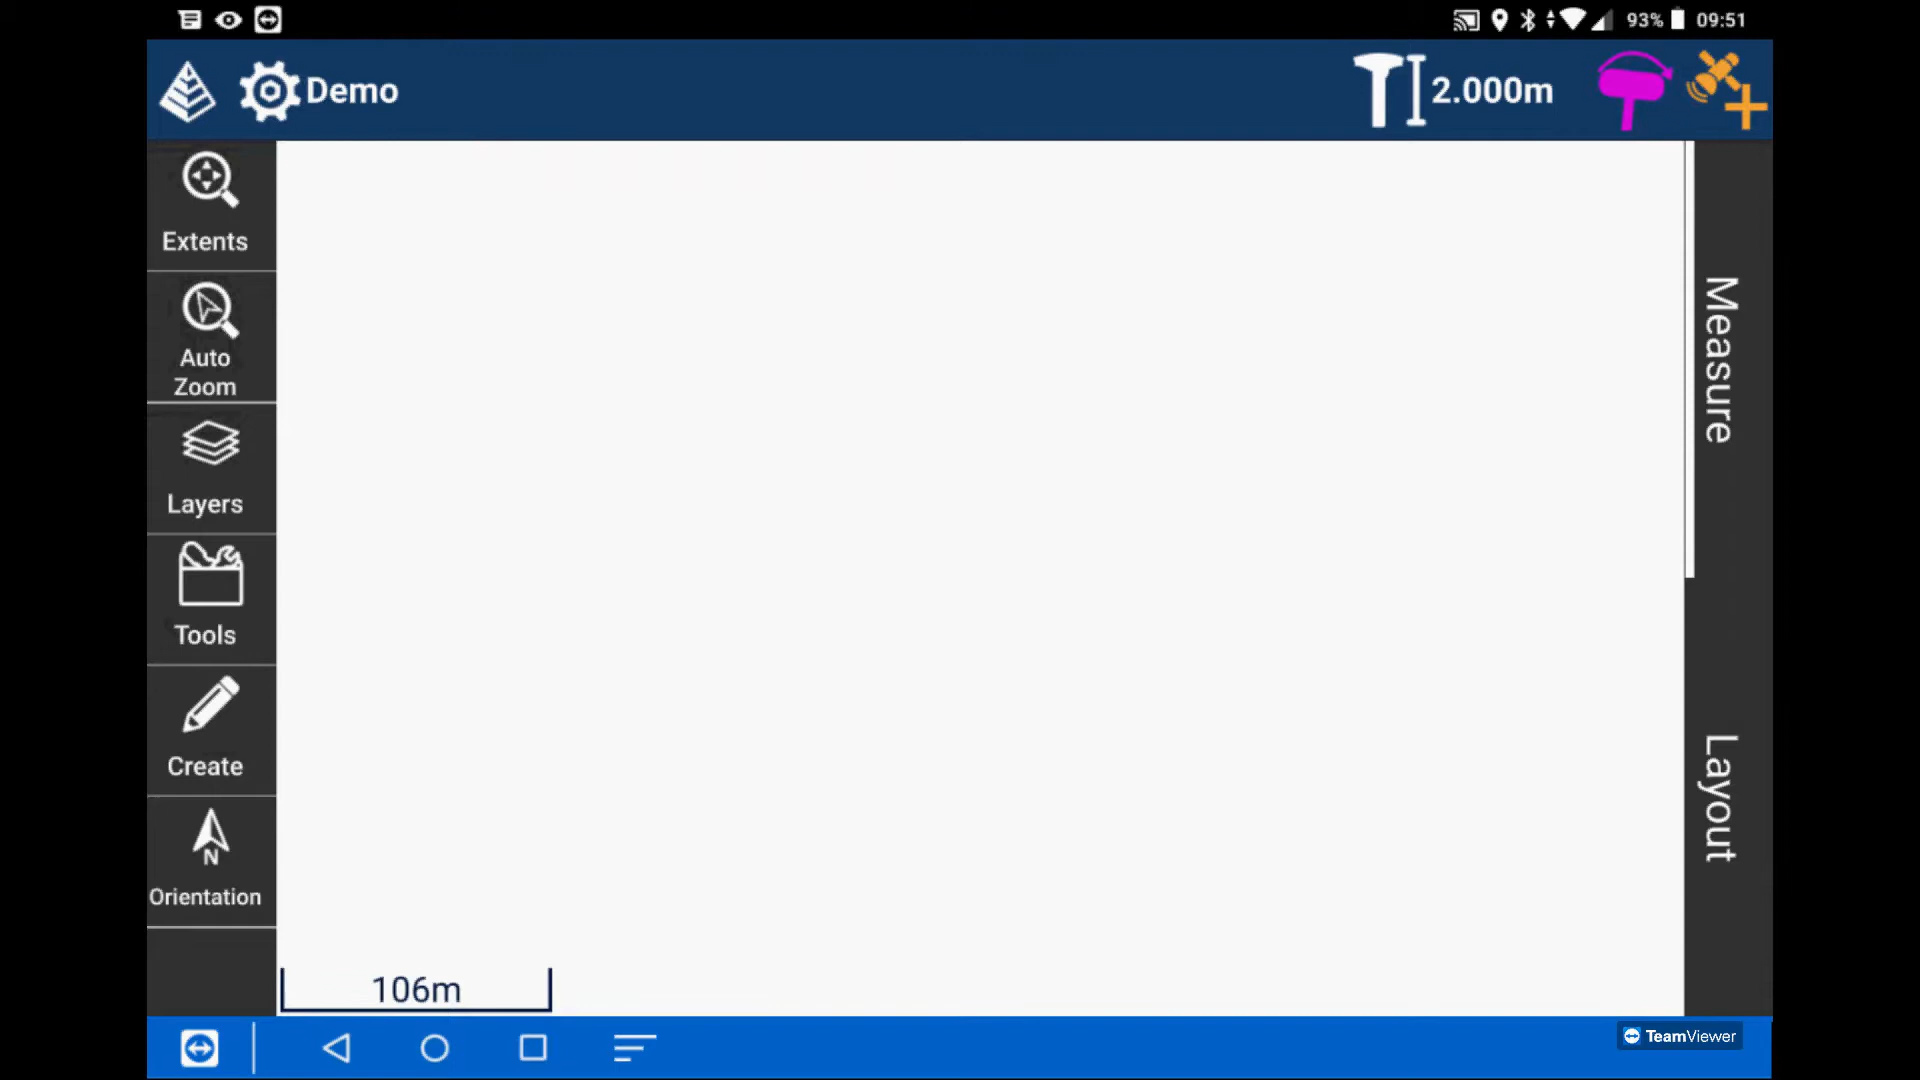 93% 09:51
Demo
2.000m
Extents
Auto
Zoom
Layers
Tools
Create
N
Orientation
Measure
Layout
106m
TeamViewer